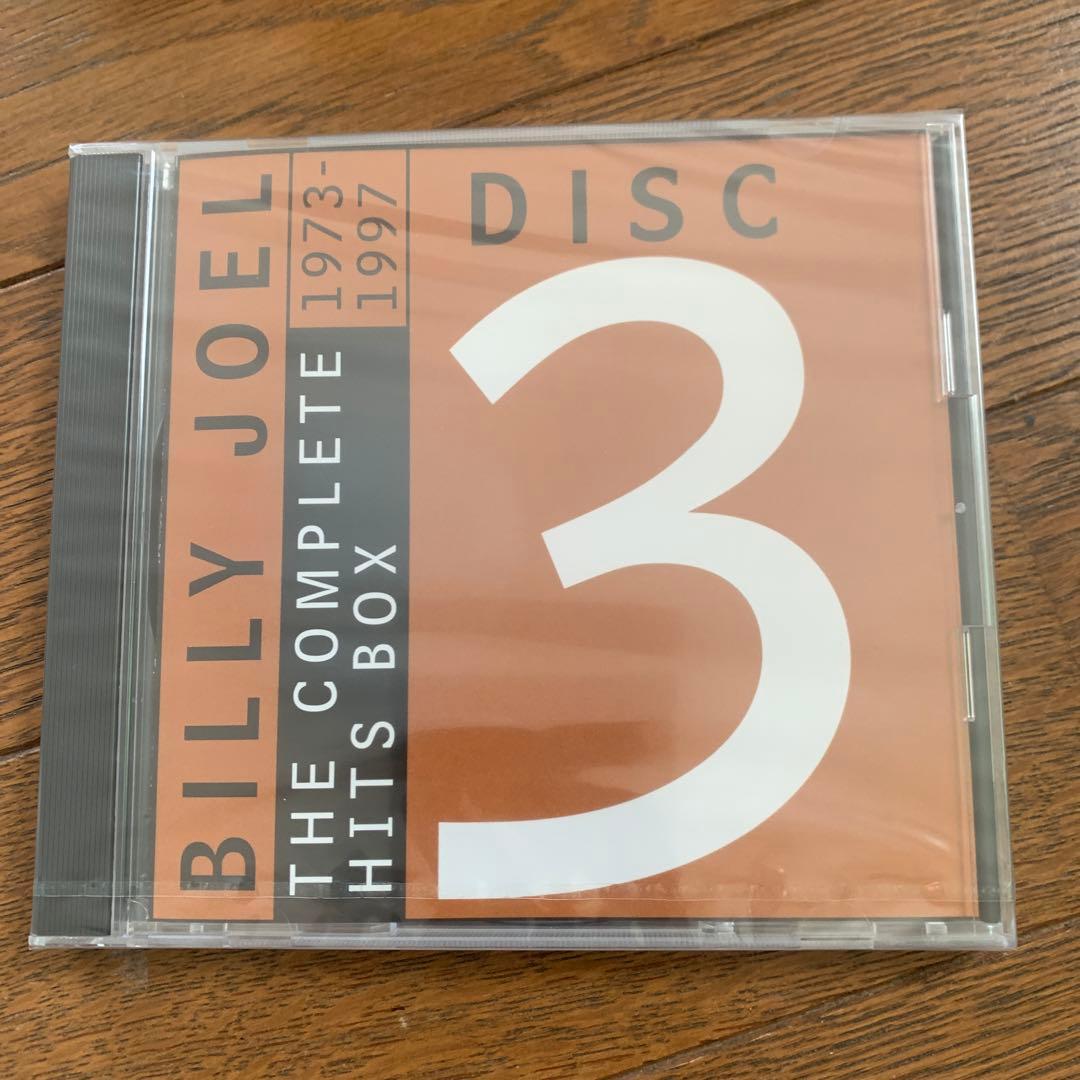 BILLY JOEL
1973-
1997
THE COMPLETE
HITS BOX
DISC
3